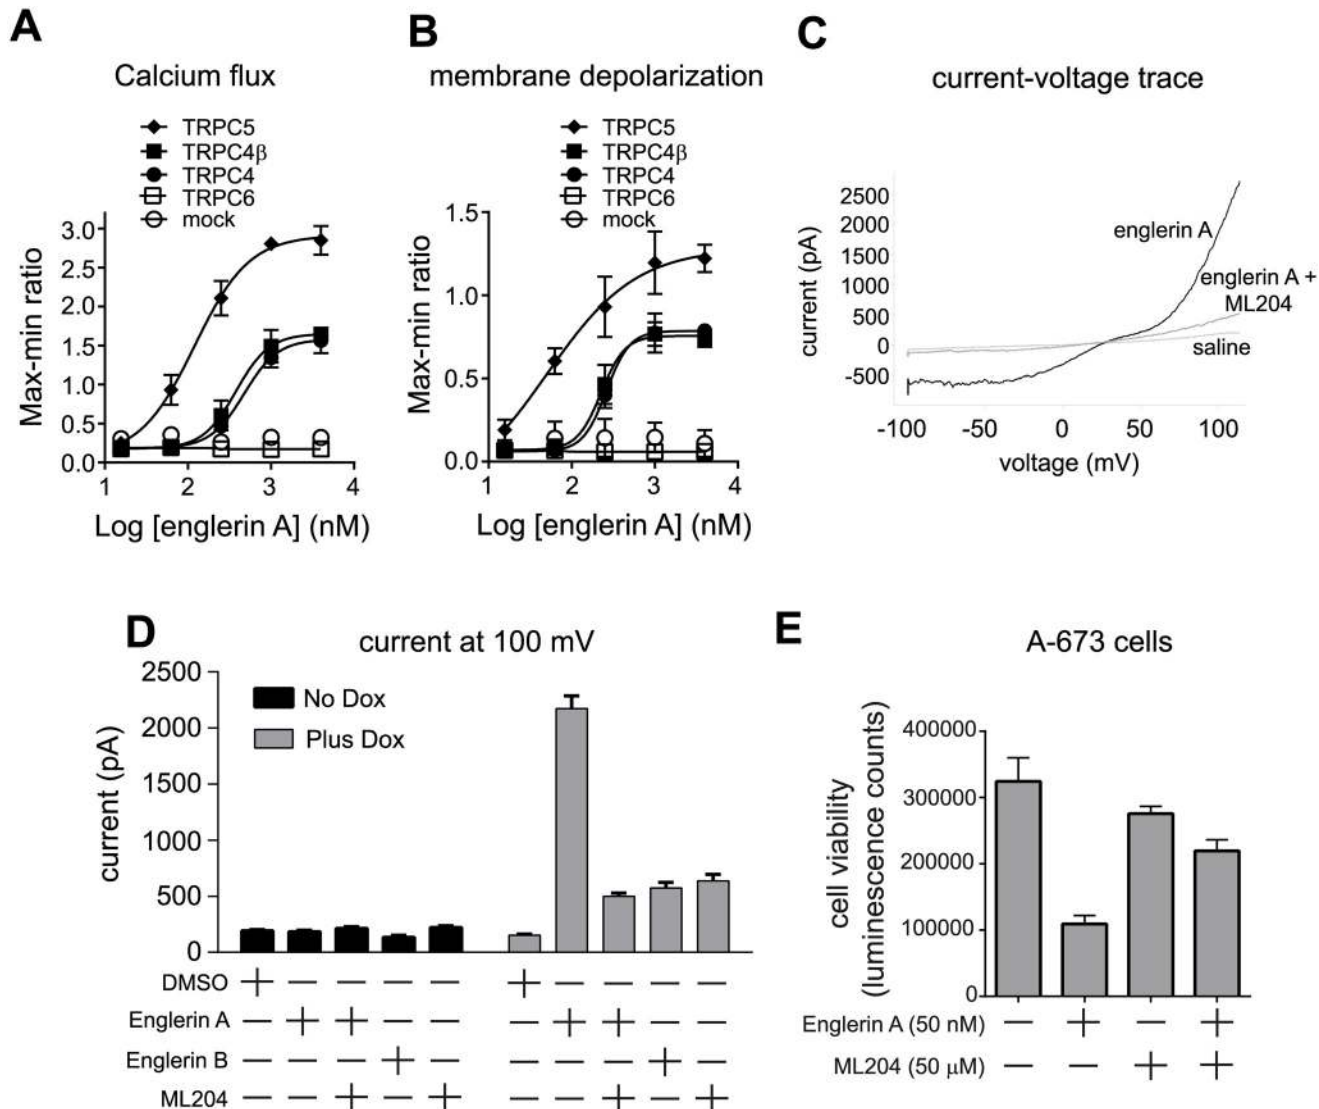 A
Calcium flux
TRPC5
TRPC4β
TRPC4
TRPC6
mock
3.0
2.5
2.0
1.5
1.0
0.5
0.0
Max-min ratio
1 2 3 4
Log [englerin A] (nM)
B
membrane depolarization
TRPC5
TRPC4β
TRPC4
TRPC6
mock
1.5
1.0
0.5
0.0
Max-min ratio
1 2 3 4
Log [englerin A] (nM)
C
current-voltage trace
2500
2000
1500
1000
500
0
-500
current (pA)
englerin A
englerin A +
ML204
saline
-100 -50 0 50 100
voltage (mV)
D
current at 100 mV
2500
2000
1500
1000
500
0
current (pA)
No Dox
Plus Dox
DMSO + — — — — + — — — —
Englerin A — + + — — — + + — —
Englerin B — — — + — — — — + —
ML204 — — + — + — — + — +
E
A-673 cells
400000
300000
200000
100000
0
cell viability
(luminescence counts)
Englerin A (50 nM) — + — +
ML204 (50 μM) — — + +